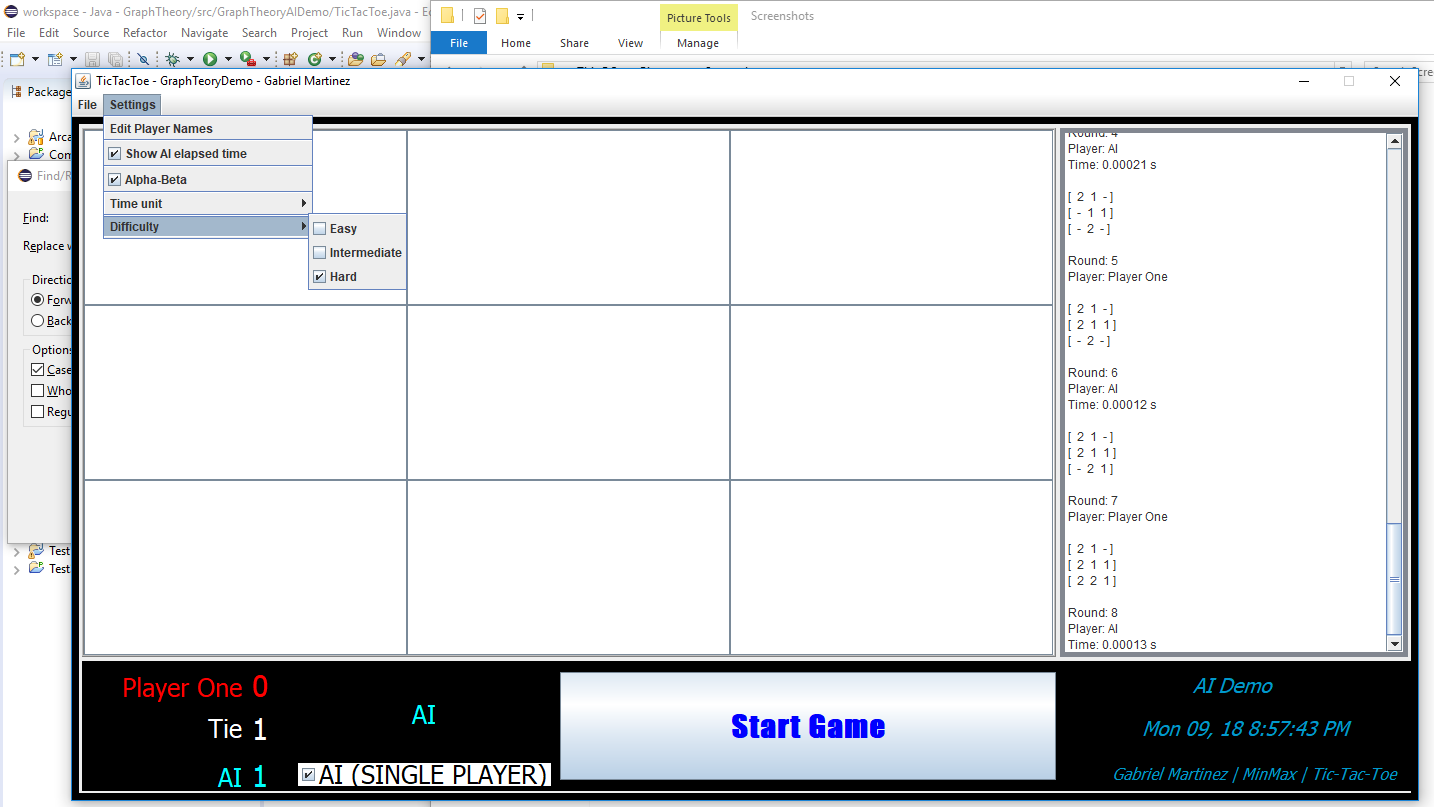 workspace - Java - GraphTheory/src/GraphTheoryAIDemo/TicTacToe.java - Ec
File Edit Source Refactor Navigate Search Project Run Window
Picture Tools Screenshots
File Home Share View Manage
TicTacToe - GraphTeoryDemo - Gabriel Martinez
File Settings
Package
Arca
Com
Find/R
Find:
Replace w
Directio
Forw
Back
Options
Case
Who
Regu
Test
Test
Edit Player Names
Show AI elapsed time
Alpha-Beta
Time unit
Difficulty
Easy
Intermediate
Hard
Round: 4
Player: AI
Time: 0.00021 s
[ 2 1 - ]
[ - 1 1 ]
[ - 2 - ]
Round: 5
Player: Player One
[ 2 1 - ]
[ 2 1 1 ]
[ - 2 - ]
Round: 6
Player: AI
Time: 0.00012 s
[ 2 1 - ]
[ 2 1 1 ]
[ - 2 1 ]
Round: 7
Player: Player One
[ 2 1 - ]
[ 2 1 1 ]
[ 2 2 1 ]
Round: 8
Player: AI
Time: 0.00013 s
Player One 0
Tie 1
AI 1
AI
AI (SINGLE PLAYER)
Start Game
AI Demo
Mon 09, 18 8:57:43 PM
Gabriel Martinez | MinMax | Tic-Tac-Toe